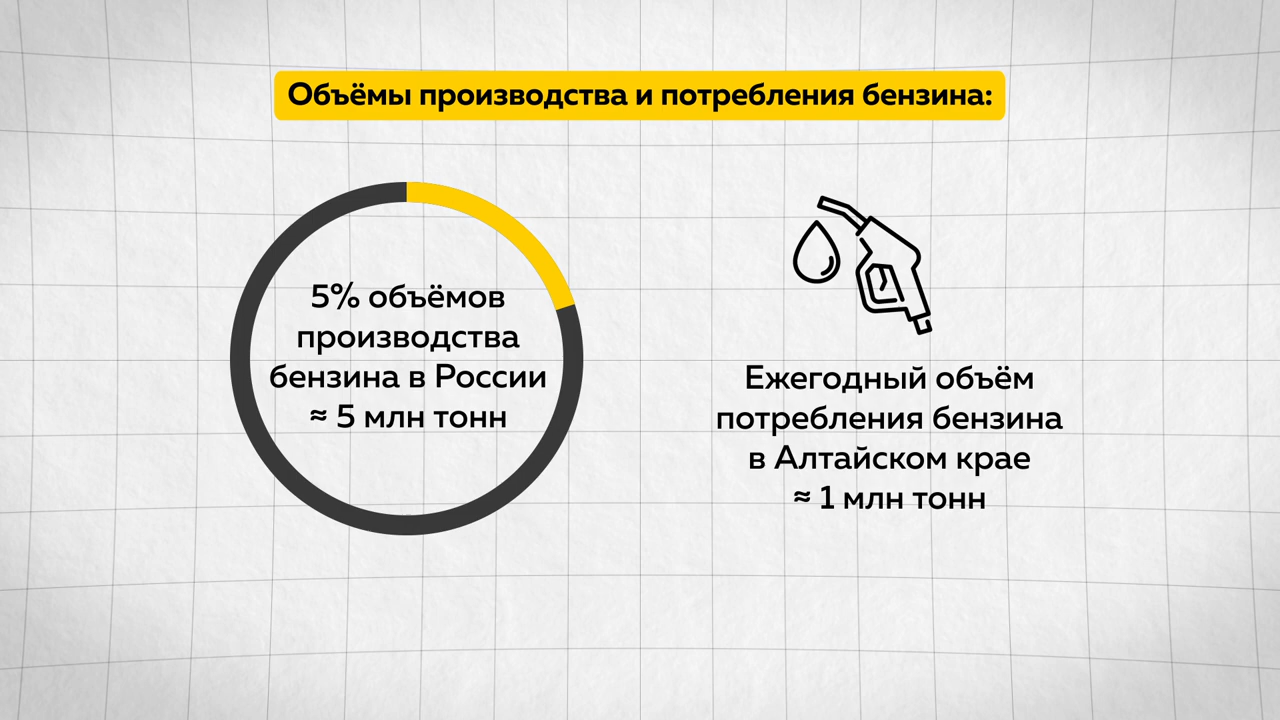 Объёмы производства и потребления бензина:
5% объёмов
производства
бензина в России
≈ 5 млн тонн
Ежегодный объём
потребления бензина
в Алтайском крае
≈ 1 млн тонн